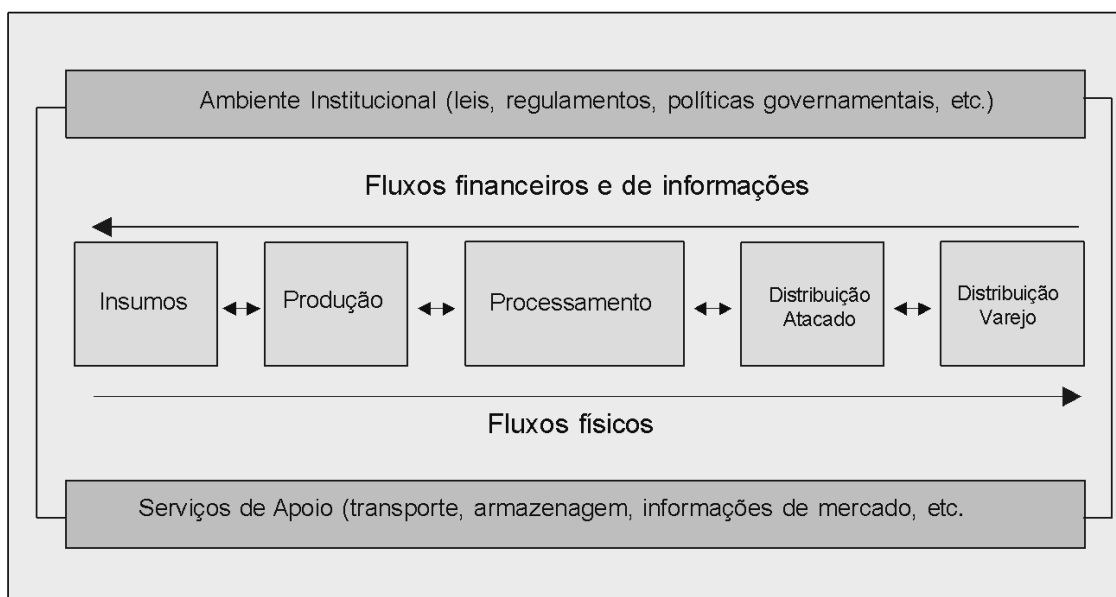 Ambiente Institucional (leis, regulamentos, políticas governamentais, etc.)
Fluxos financeiros e de informações
Insumos
Produção
Processamento
Distribuição
Atacado
Distribuição
Varejo
Fluxos físicos
Serviços de Apoio (transporte, armazenagem, informações de mercado, etc.